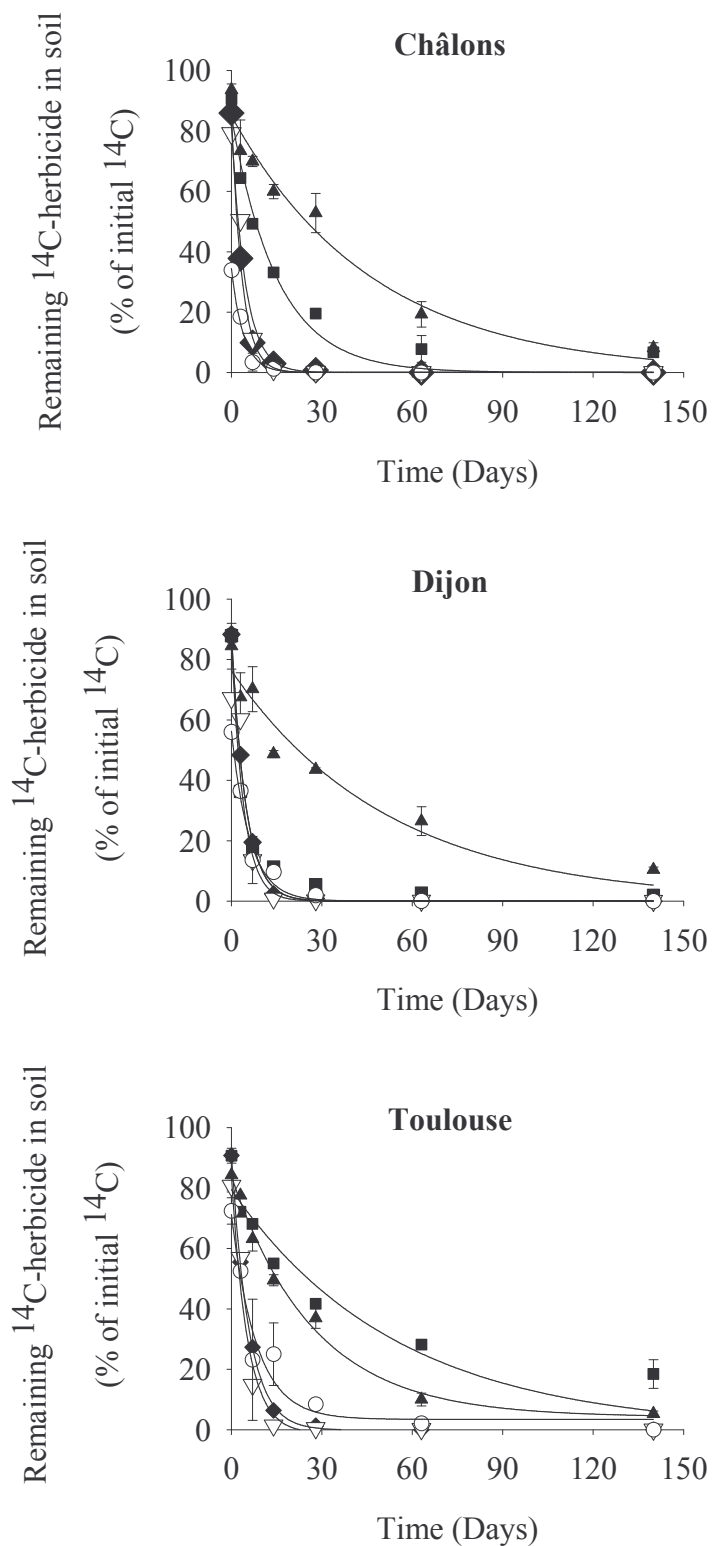 Châlons
Remaining ¹⁴C-herbicide in soil
(% of initial ¹⁴C)
100
80
60
40
20
0
0 30 60 90 120 150
Time (Days)
Dijon
Remaining ¹⁴C-herbicide in soil
(% of initial ¹⁴C)
100
80
60
40
20
0
0 30 60 90 120 150
Time (Days)
Toulouse
Remaining ¹⁴C-herbicide in soil
(% of initial ¹⁴C)
100
80
60
40
20
0
0 30 60 90 120 150
Time (Days)